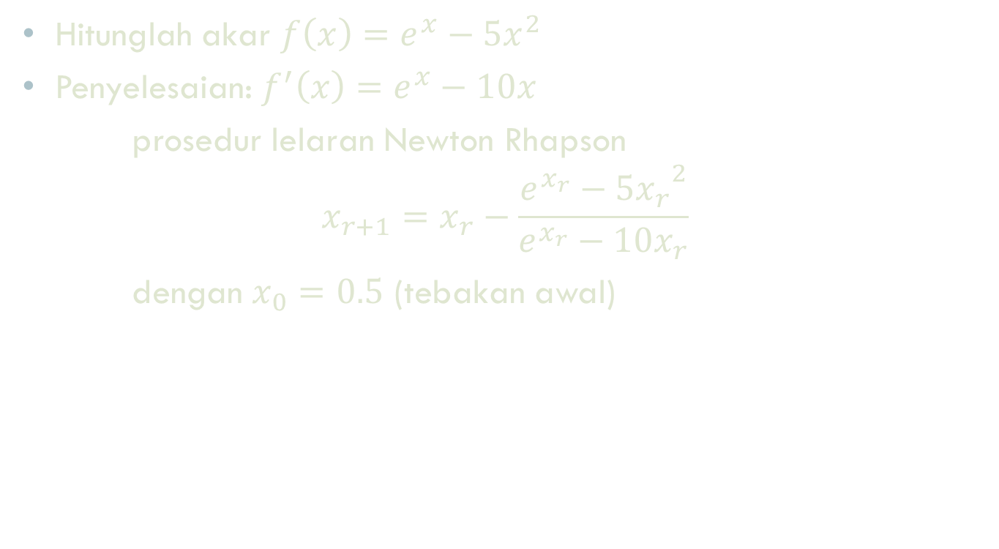 • Hitunglah akar 𝑓(𝑥) = 𝑒^𝑥 − 5𝑥^2
• Penyelesaian: 𝑓′(𝑥) = 𝑒^𝑥 − 10𝑥
prosedur lelaran Newton Rhapson
𝑥_{𝑟+1} = 𝑥_𝑟 − (𝑒^{𝑥_𝑟} − 5𝑥_𝑟^2)/(𝑒^{𝑥_𝑟} − 10𝑥_𝑟)
dengan 𝑥_0 = 0.5 (tebakan awal)